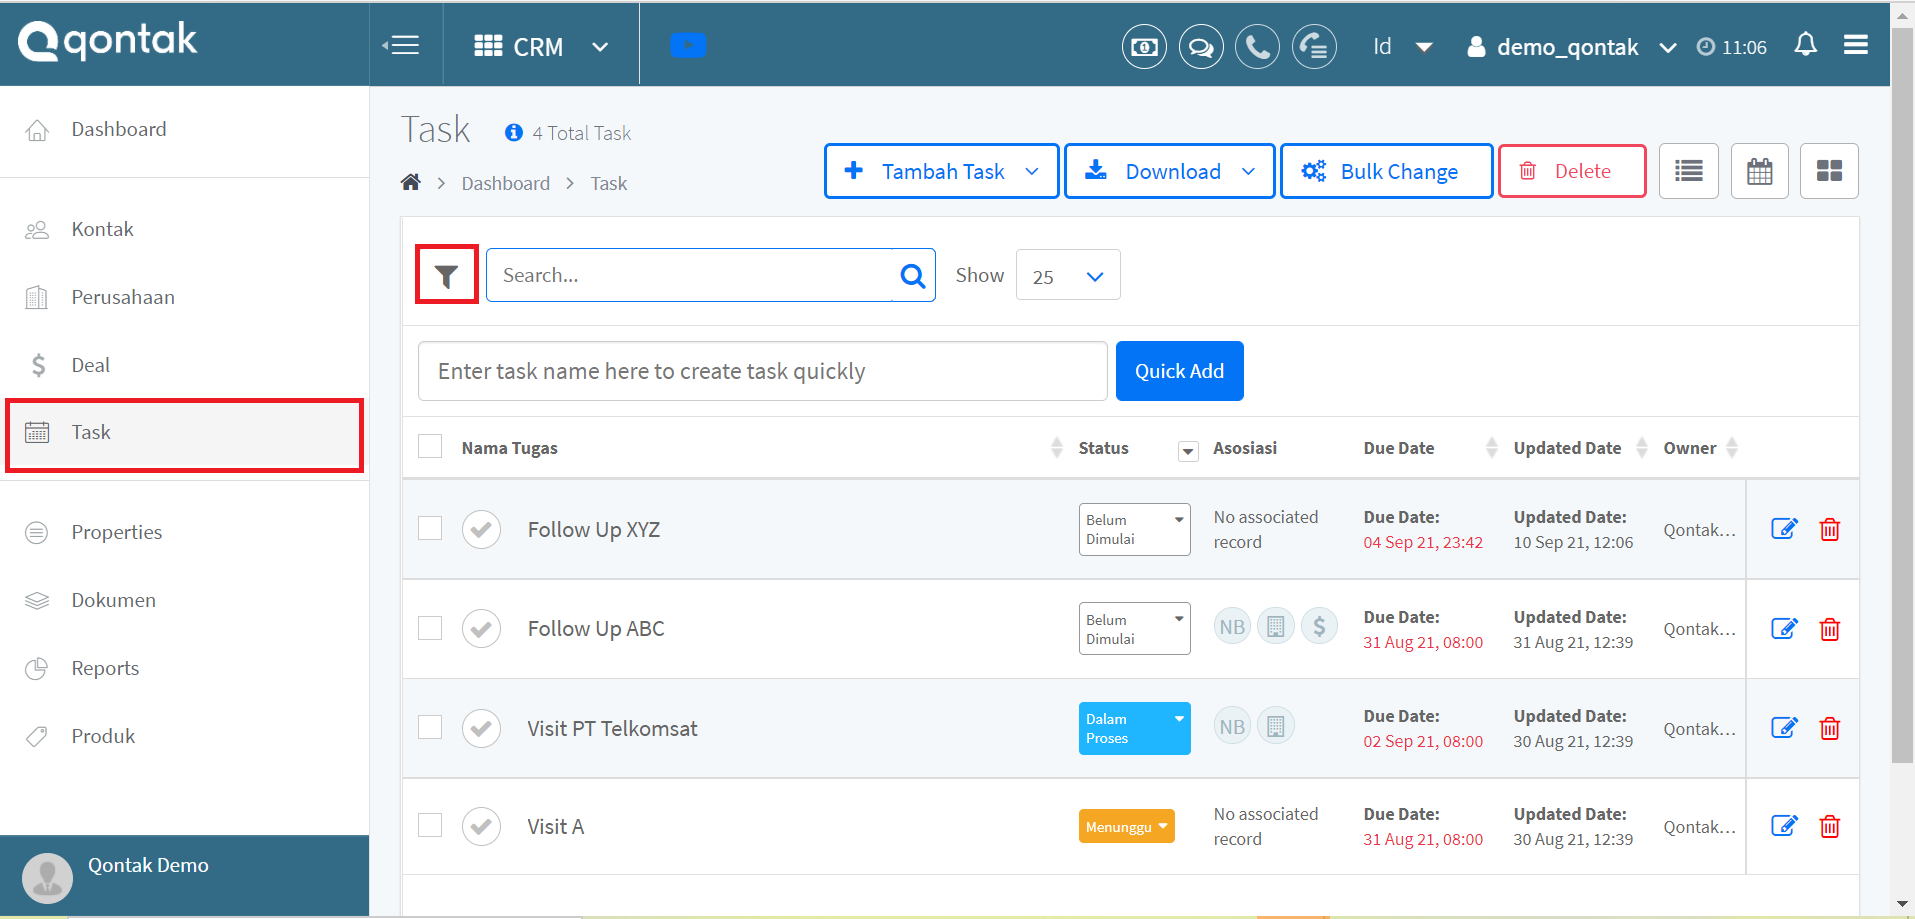 qontak
CRM
Id
demo_qontak
11:06
Dashboard
Kontak
Perusahaan
Deal
Task
Properties
Dokumen
Reports
Produk
Qontak Demo
Task
4 Total Task
Dashboard
Task
Tambah Task
Download
Bulk Change
Delete
Search...
Show
25
Enter task name here to create task quickly
Quick Add
Nama Tugas
Status
Asosiasi
Due Date
Updated Date
Owner
Follow Up XYZ
Belum
Dimulai
No associated
record
Due Date:
04 Sep 21, 23:42
Updated Date:
10 Sep 21, 12:06
Qontak...
Follow Up ABC
Belum
Dimulai
NB
Due Date:
31 Aug 21, 08:00
Updated Date:
31 Aug 21, 12:39
Qontak...
Visit PT Telkomsat
Dalam
Proses
NB
Due Date:
02 Sep 21, 08:00
Updated Date:
30 Aug 21, 12:39
Qontak...
Visit A
Menunggu
No associated
record
Due Date:
31 Aug 21, 08:00
Updated Date:
30 Aug 21, 12:39
Qontak...